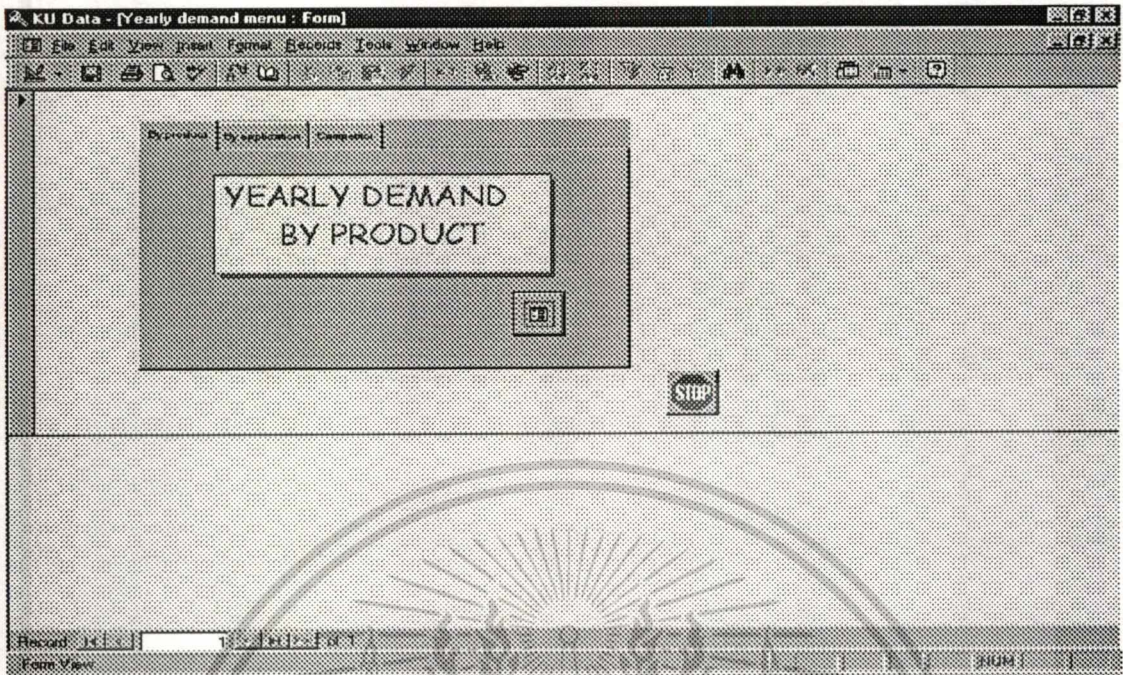 KU Data - [Yearly demand menu : Form]
File Edit View Insert Format Records Tools Window Help
By product By application Competitor
YEARLY DEMAND
BY PRODUCT
STOP
Record 1 of 1
Form View NUM